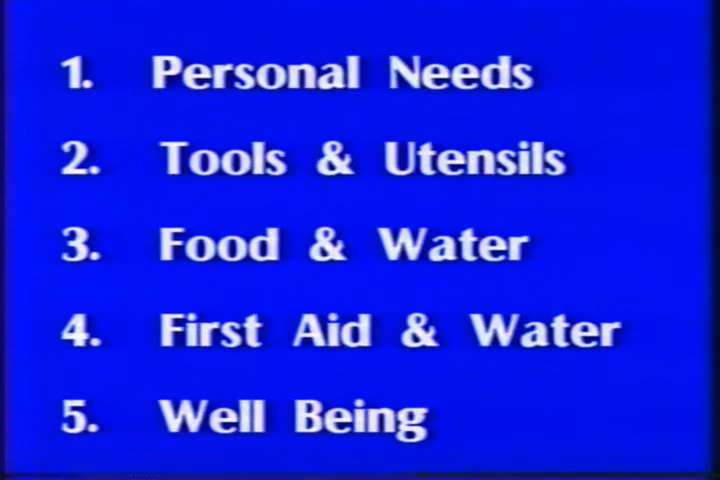 1. Personal Needs
2. Tools & Utensils
3. Food & Water
4. First Aid & Water
5. Well Being